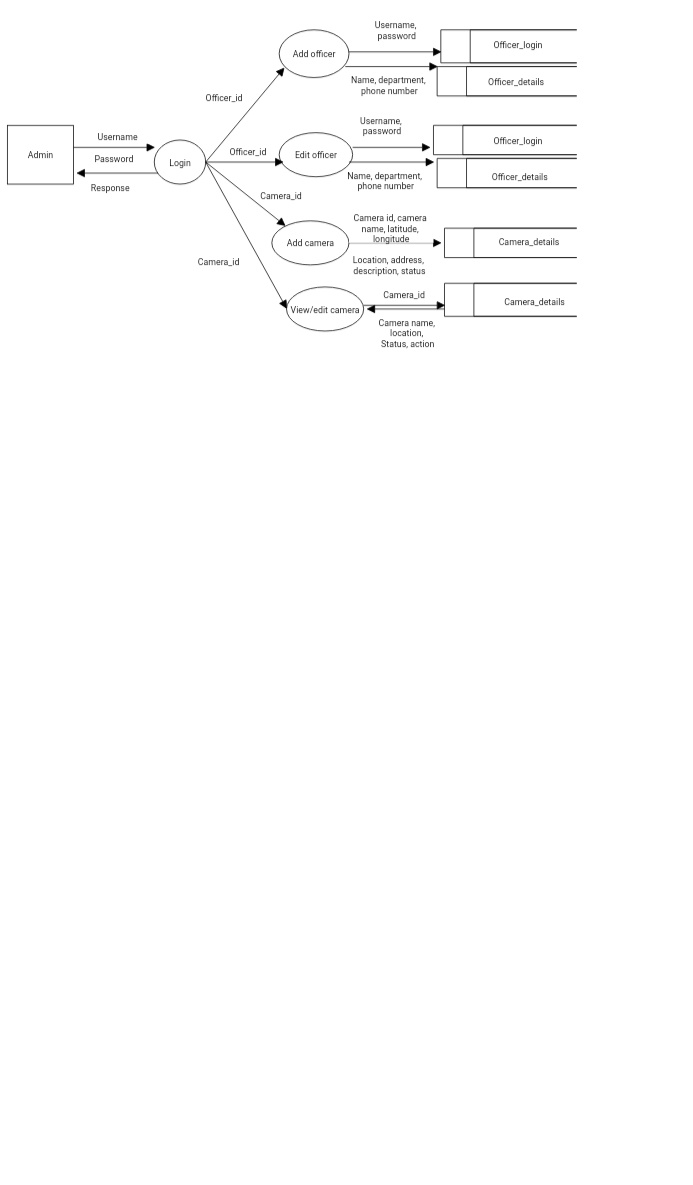 Username,
password
Officer_login
Add officer
Name, department,
phone number
Officer_details
Officer_id
Username
Password
Response
Admin
Login
Officer_id
Username,
password
Officer_login
Edit officer
Name, department,
phone number
Officer_details
Camera_id
Camera id, camera
name, latitude,
longitude
Add camera
Camera_details
Location, address,
description, status
Camera_id
Camera_id
View/edit camera
Camera_details
Camera name,
location,
Status, action